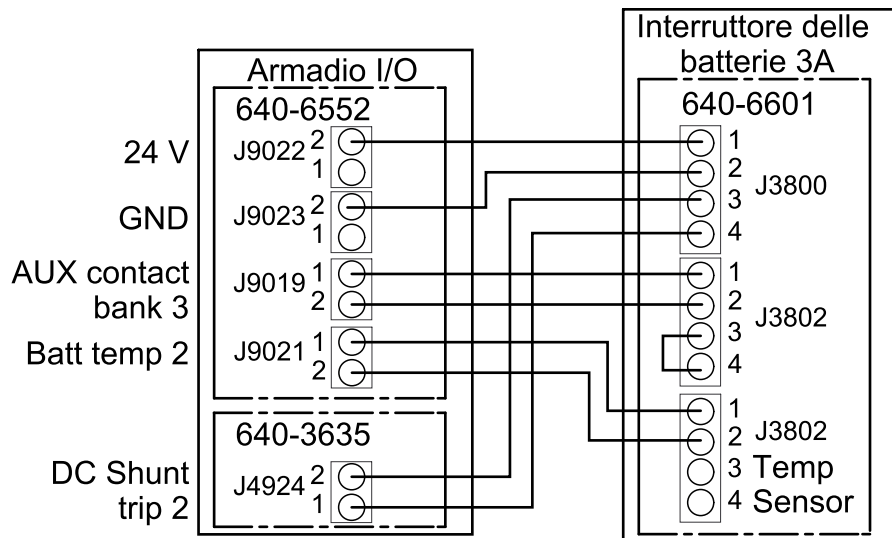 Armadio I/O
640-6552
24 V
J9022
2
1
GND
J9023
2
1
AUX contact
bank 3
J9019
1
2
Batt temp 2
J9021
1
2
640-3635
DC Shunt
trip 2
J4924
2
1
Interruttore delle
batterie 3A
640-6601
1
2
3
4
J3800
1
2
3
4
J3802
1
2
3 Temp
4 Sensor
J3802